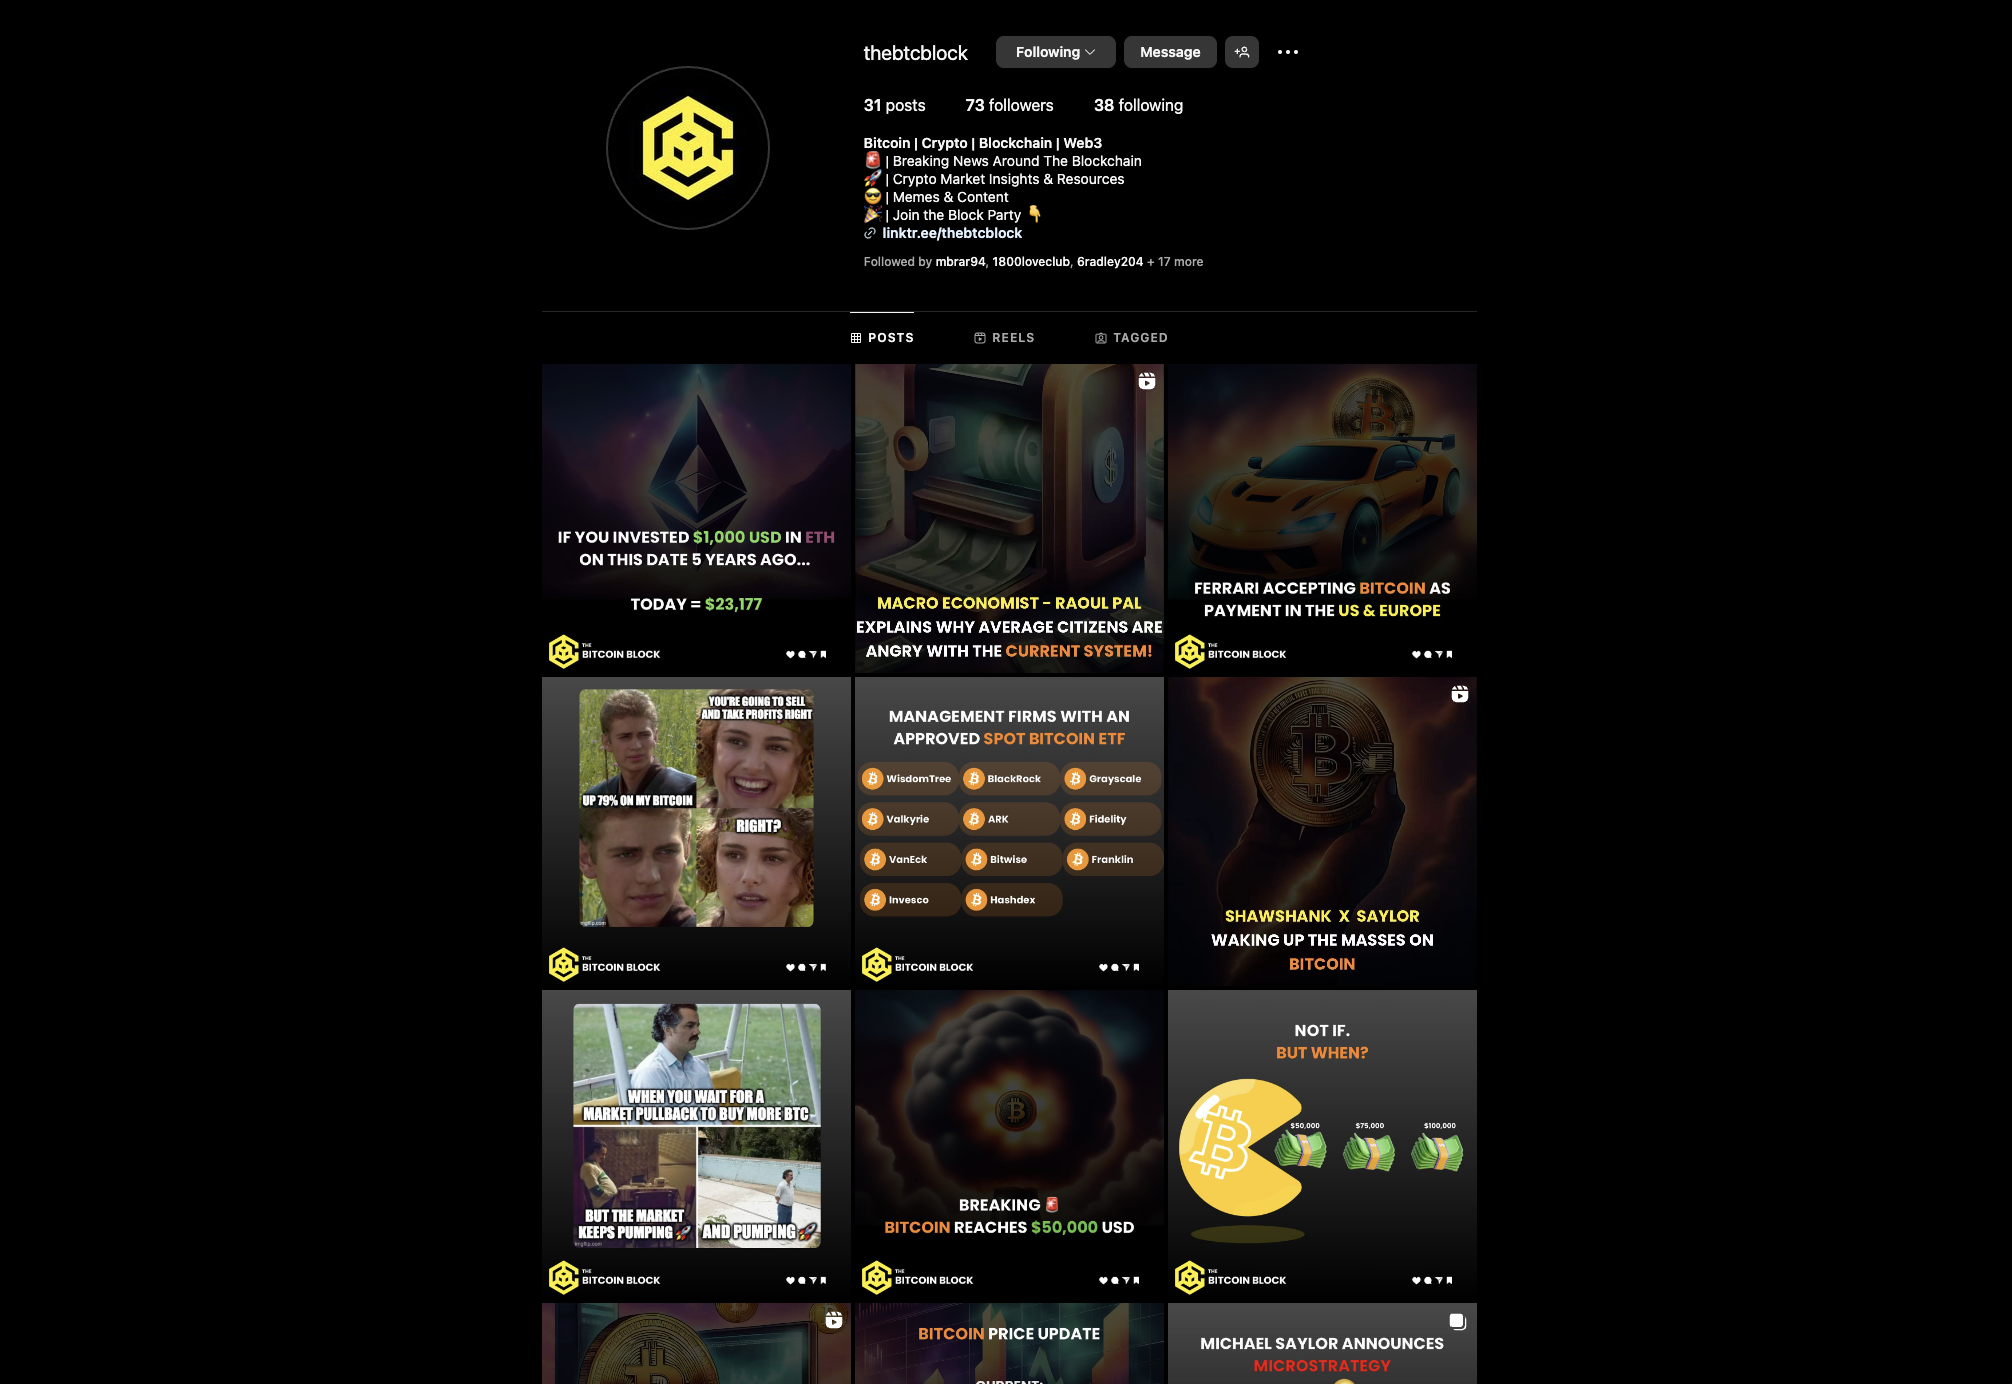 thebtcblock
Following
Message
31 posts
73 followers
38 following
Bitcoin | Crypto | Blockchain | Web3
🚨 | Breaking News Around The Blockchain
🚀 | Crypto Market Insights & Resources
😎 | Memes & Content
🎉 | Join the Block Party 👇
linktr.ee/thebtcblock
Followed by mbrar94, 1800loveclub, 6radley204 + 17 more
POSTS
REELS
TAGGED
IF YOU INVESTED $1,000 USD IN ETH
ON THIS DATE 5 YEARS AGO...
TODAY = $23,177
THE
BITCOIN BLOCK
$
MACRO ECONOMIST - RAOUL PAL
EXPLAINS WHY AVERAGE CITIZENS ARE
ANGRY WITH THE CURRENT SYSTEM!
FERRARI ACCEPTING BITCOIN AS
PAYMENT IN THE US & EUROPE
THE
BITCOIN BLOCK
YOU'RE GOING TO SELL
AND TAKE PROFITS RIGHT
UP 79% ON MY BITCOIN
RIGHT?
imgflip.com
THE
BITCOIN BLOCK
MANAGEMENT FIRMS WITH AN
APPROVED SPOT BITCOIN ETF
WisdomTree
BlackRock
Grayscale
Valkyrie
ARK
Fidelity
VanEck
Bitwise
Franklin
Invesco
Hashdex
THE
BITCOIN BLOCK
SHAWSHANK X SAYLOR
WAKING UP THE MASSES ON
BITCOIN
WHEN YOU WAIT FOR A
MARKET PULLBACK TO BUY MORE BTC
BUT THE MARKET
KEEPS PUMPING 🚀
AND PUMPING 🚀
imgflip.com
THE
BITCOIN BLOCK
BREAKING 🚨
BITCOIN REACHES $50,000 USD
THE
BITCOIN BLOCK
NOT IF.
BUT WHEN?
$50,000
$75,000
$100,000
THE
BITCOIN BLOCK
BITCOIN PRICE UPDATE
CURRENT:
MICHAEL SAYLOR ANNOUNCES
MICROSTRATEGY